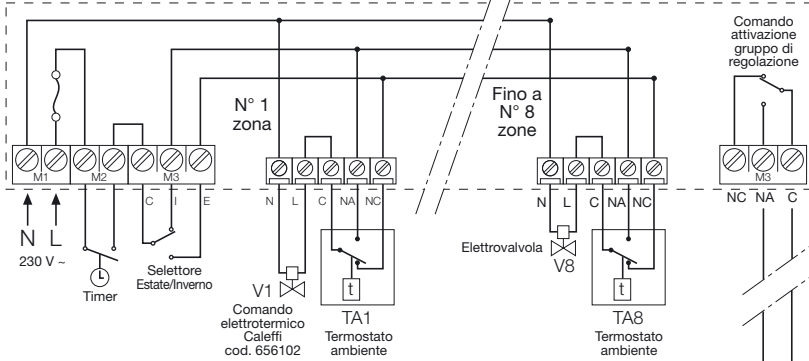 Comando
attivazione
gruppo di
regolazione
N° 1
zona
Fino a
N° 8
zone
M1
M2
M3
M3
C
I
E
N
L
C
NA
NC
N
L
C
NA
NC
NC
NA
C
N
L
230 V ~
Timer
Selettore
Estate/Inverno
V1
Comando
elettrotermico
Caleffi
cod. 656102
t
TA1
Termostato
ambiente
Elettrovalvola
V8
t
TA8
Termostato
ambiente